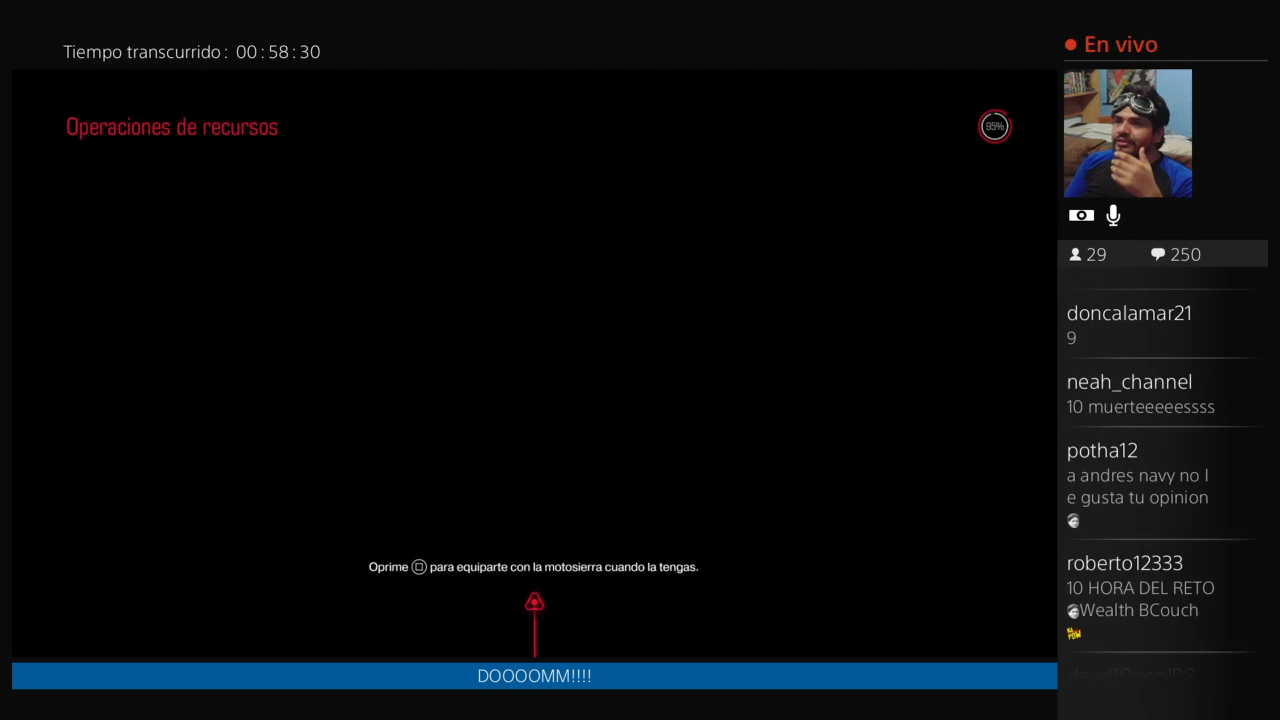 Tiempo transcurrido : 00 : 58 : 30
En vivo
Operaciones de recursos
95%
29 250
doncalamar21
9
neah_channel
10 muerteeeeessss
potha12
a andres navy no l
e gusta tu opinion
roberto12333
10 HORA DEL RETO
Wealth BCouch
Oprime para equiparte con la motosierra cuando la tengas.
DOOOOMM!!!!